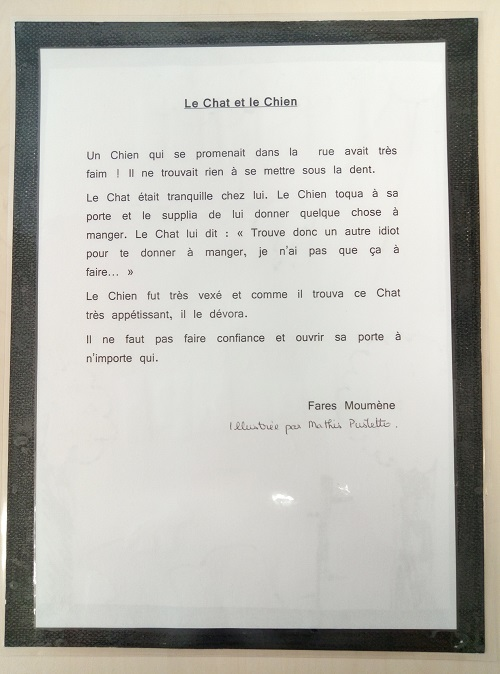 Le Chat et le Chien
Un Chien qui se promenait dans la rue avait très
faim ! Il ne trouvait rien à se mettre sous la dent.
Le Chat était tranquille chez lui. Le Chien toqua à sa
porte et le supplia de lui donner quelque chose à
manger. Le Chat lui dit : « Trouve donc un autre idiot
pour te donner à manger, je n'ai pas que ça à
faire... »
Le Chien fut très vexé et comme il trouva ce Chat
très appétissant, il le dévora.
Il ne faut pas faire confiance et ouvrir sa porte à
n'importe qui.
Fares Moumène
Illustrée par Mathis